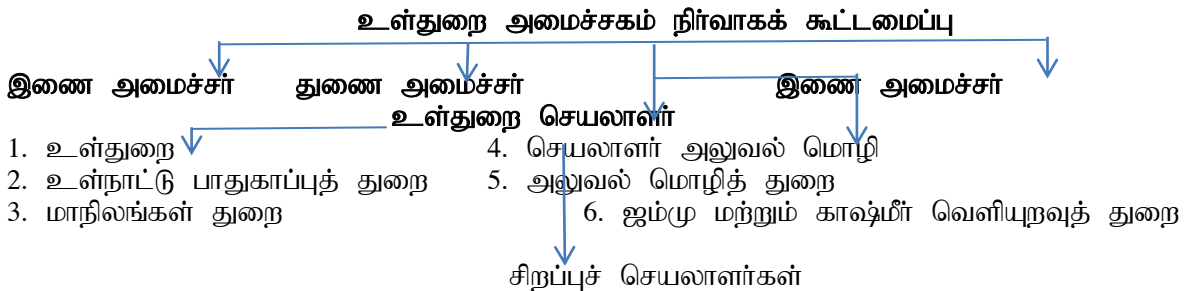 உள்துறை அமைச்சகம் நிர்வாகக் கூட்டமைப்பு
இணை அமைச்சர் துணை அமைச்சர் இணை அமைச்சர்
உள்துறை செயலாளர்
1. உள்துறை 4. செயலாளர் அலுவல் மொழி
2. உள்நாட்டு பாதுகாப்புத் துறை 5. அலுவல் மொழித் துறை
3. மாநிலங்கள் துறை 6. ஜம்மு மற்றும் காஷ்மீர் வெளியுறவுத் துறை
சிறப்புச் செயலாளர்கள்